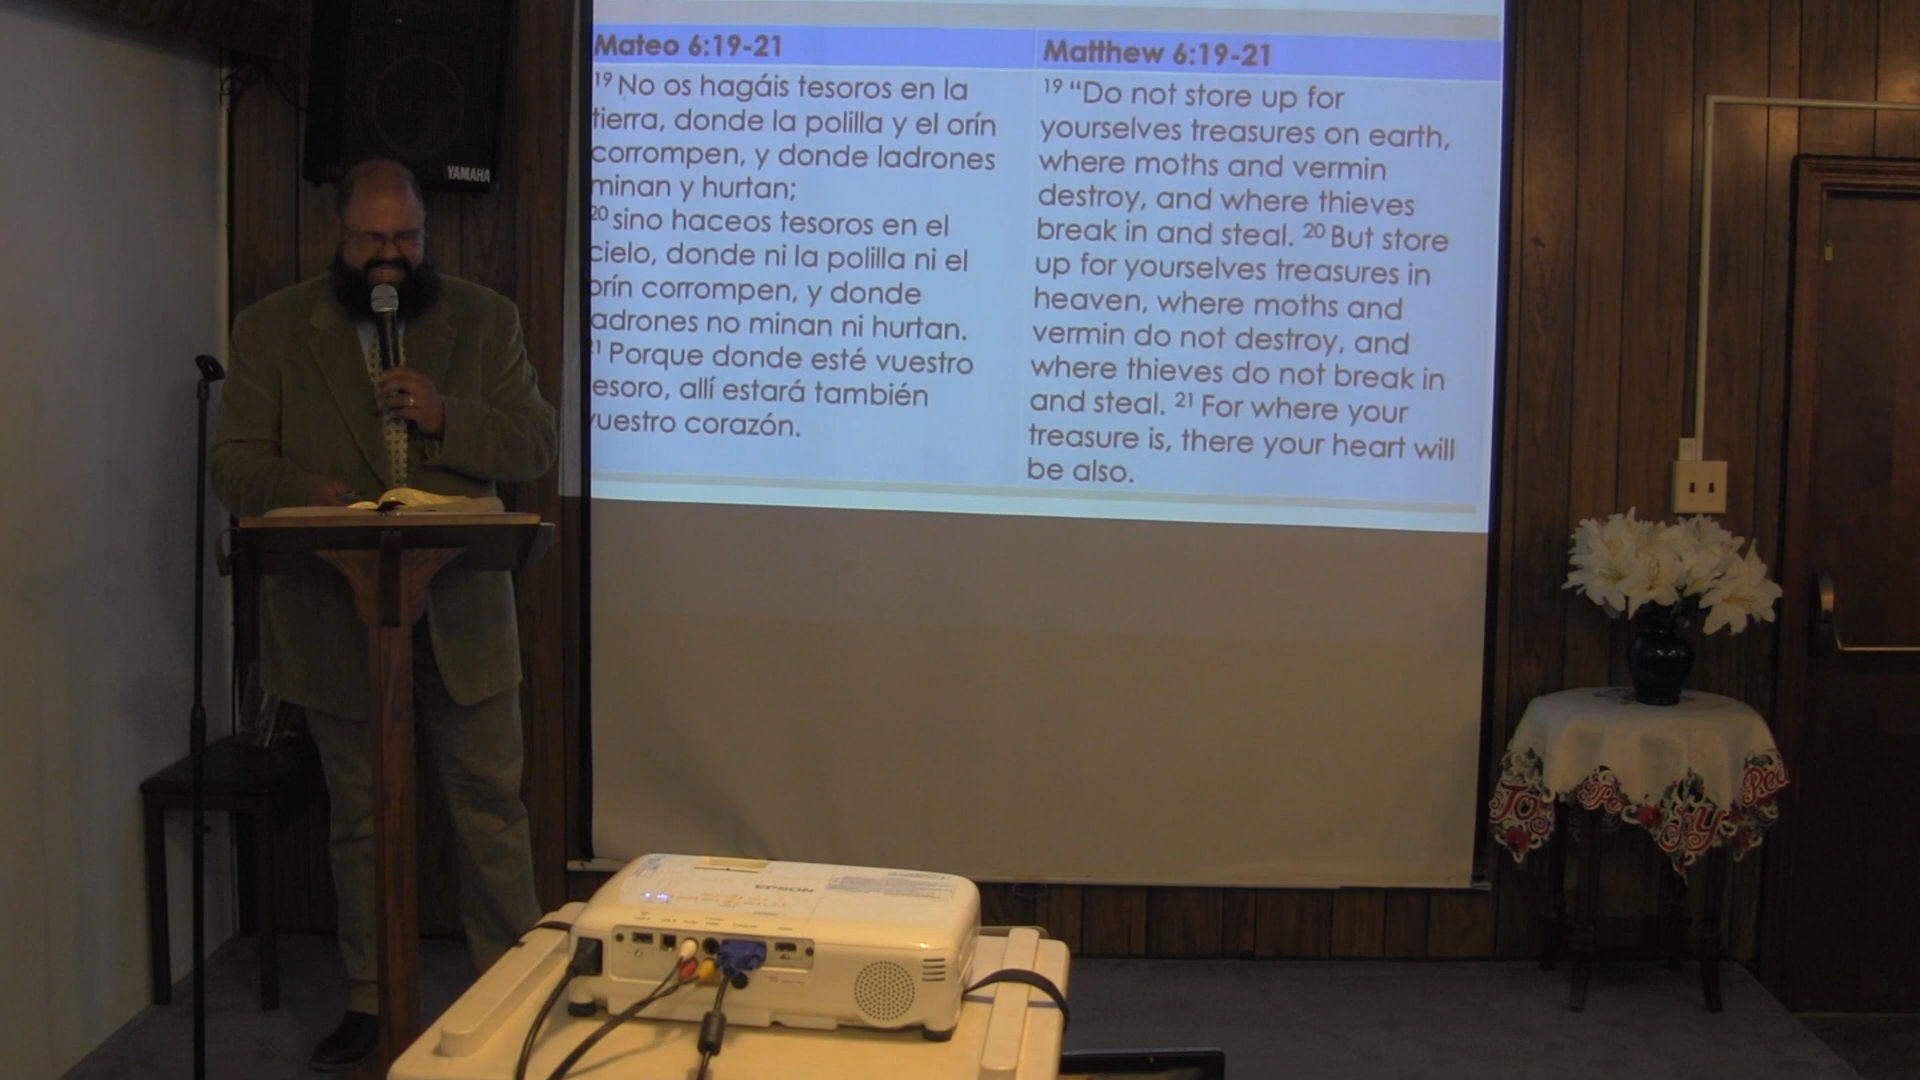 YAMAHA
Mateo 6:19-21
19 No os hagáis tesoros en la
tierra, donde la polilla y el orín
corrompen, y donde ladrones
minan y hurtan;
20 sino haceos tesoros en el
cielo, donde ni la polilla ni el
orín corrompen, y donde
adrones no minan ni hurtan.
21 Porque donde esté vuestro
esoro, allí estará también
vuestro corazón.
Matthew 6:19-21
19 “Do not store up for
yourselves treasures on earth,
where moths and vermin
destroy, and where thieves
break in and steal. 20 But store
up for yourselves treasures in
heaven, where moths and
vermin do not destroy, and
where thieves do not break in
and steal. 21 For where your
treasure is, there your heart will
be also.
EPSON
Joy